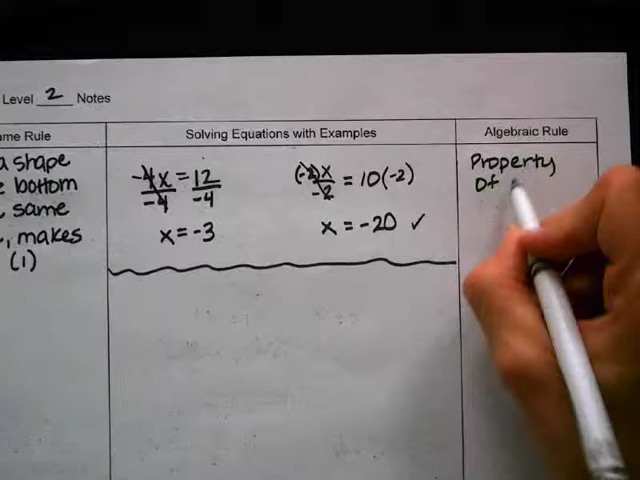 Level 2 Notes
ame Rule
Solving Equations with Examples
Algebraic Rule
a shape
e bottom
same
, makes
(1)
-4x = 12
-4 -4
x = -3
(-2) x = 10(-2)
-2
x = -20 ✓
Property
Of